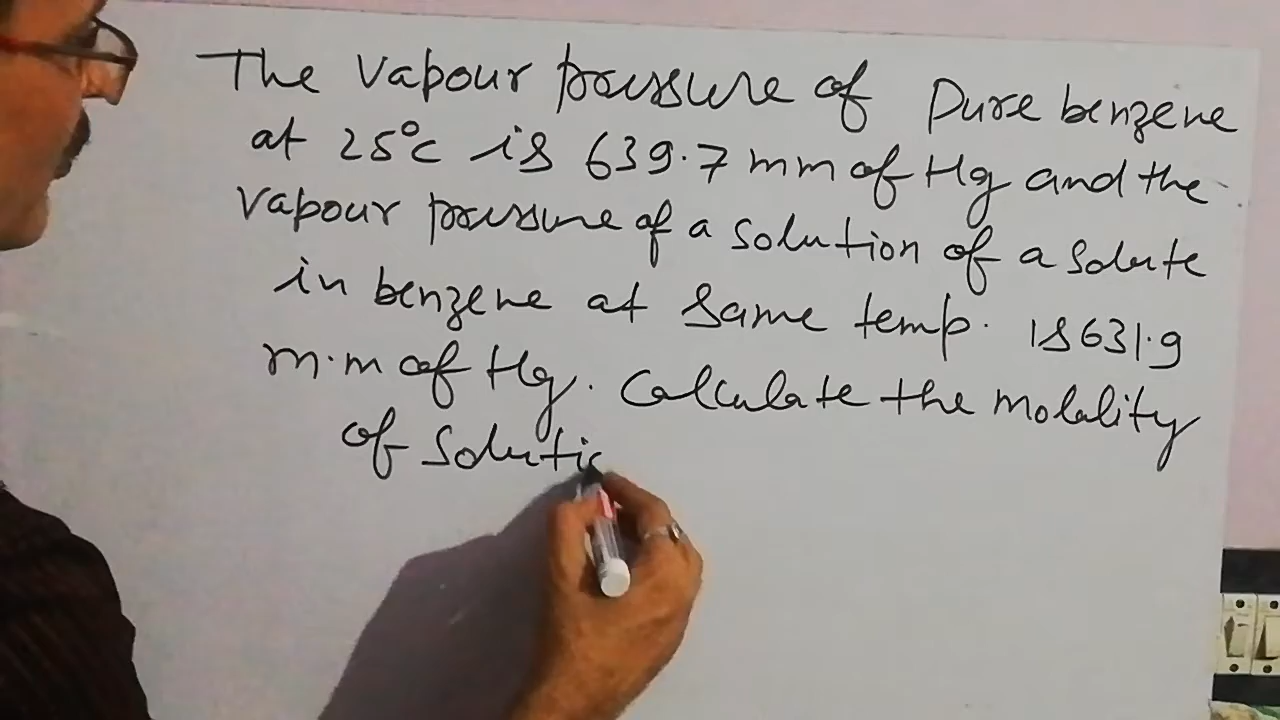 The vapour pressure of Pure benzene
at 25°c is 639.7 mm of Hg and the
vapour pressure of a solution of a solute
in benzene at same temp. is 631.9
m.m of Hg. Calculate the molality
of soluti